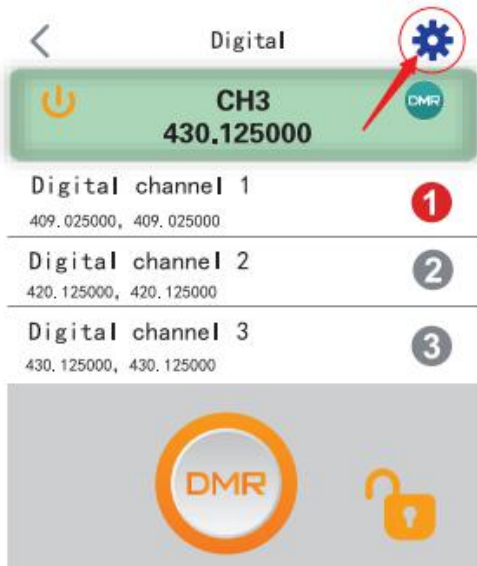 Digital
CH3
DMR
430.125000
Digital channel 1
409.025000, 409.025000
1
Digital channel 2
420.125000, 420.125000
2
Digital channel 3
430.125000, 430.125000
3
DMR